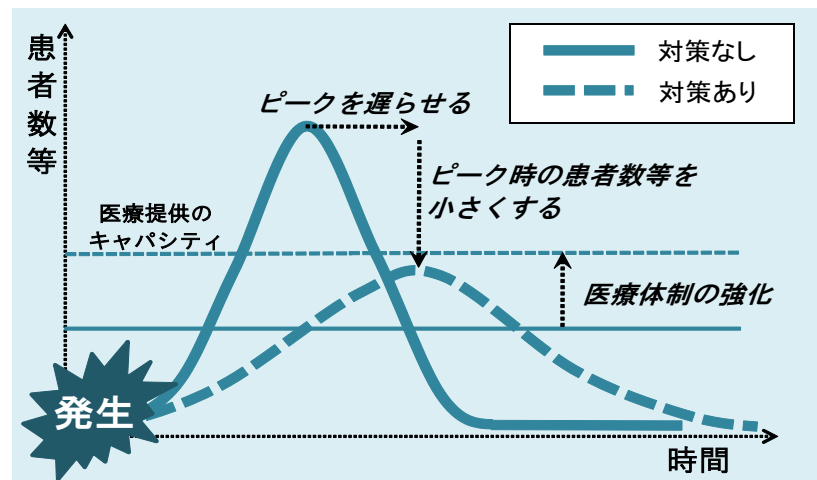 患者数等
対策なし
対策あり
ピークを遅らせる
ピーク時の患者数等を
小さくする
医療提供の
キャパシティ
医療体制の強化
発生
時間